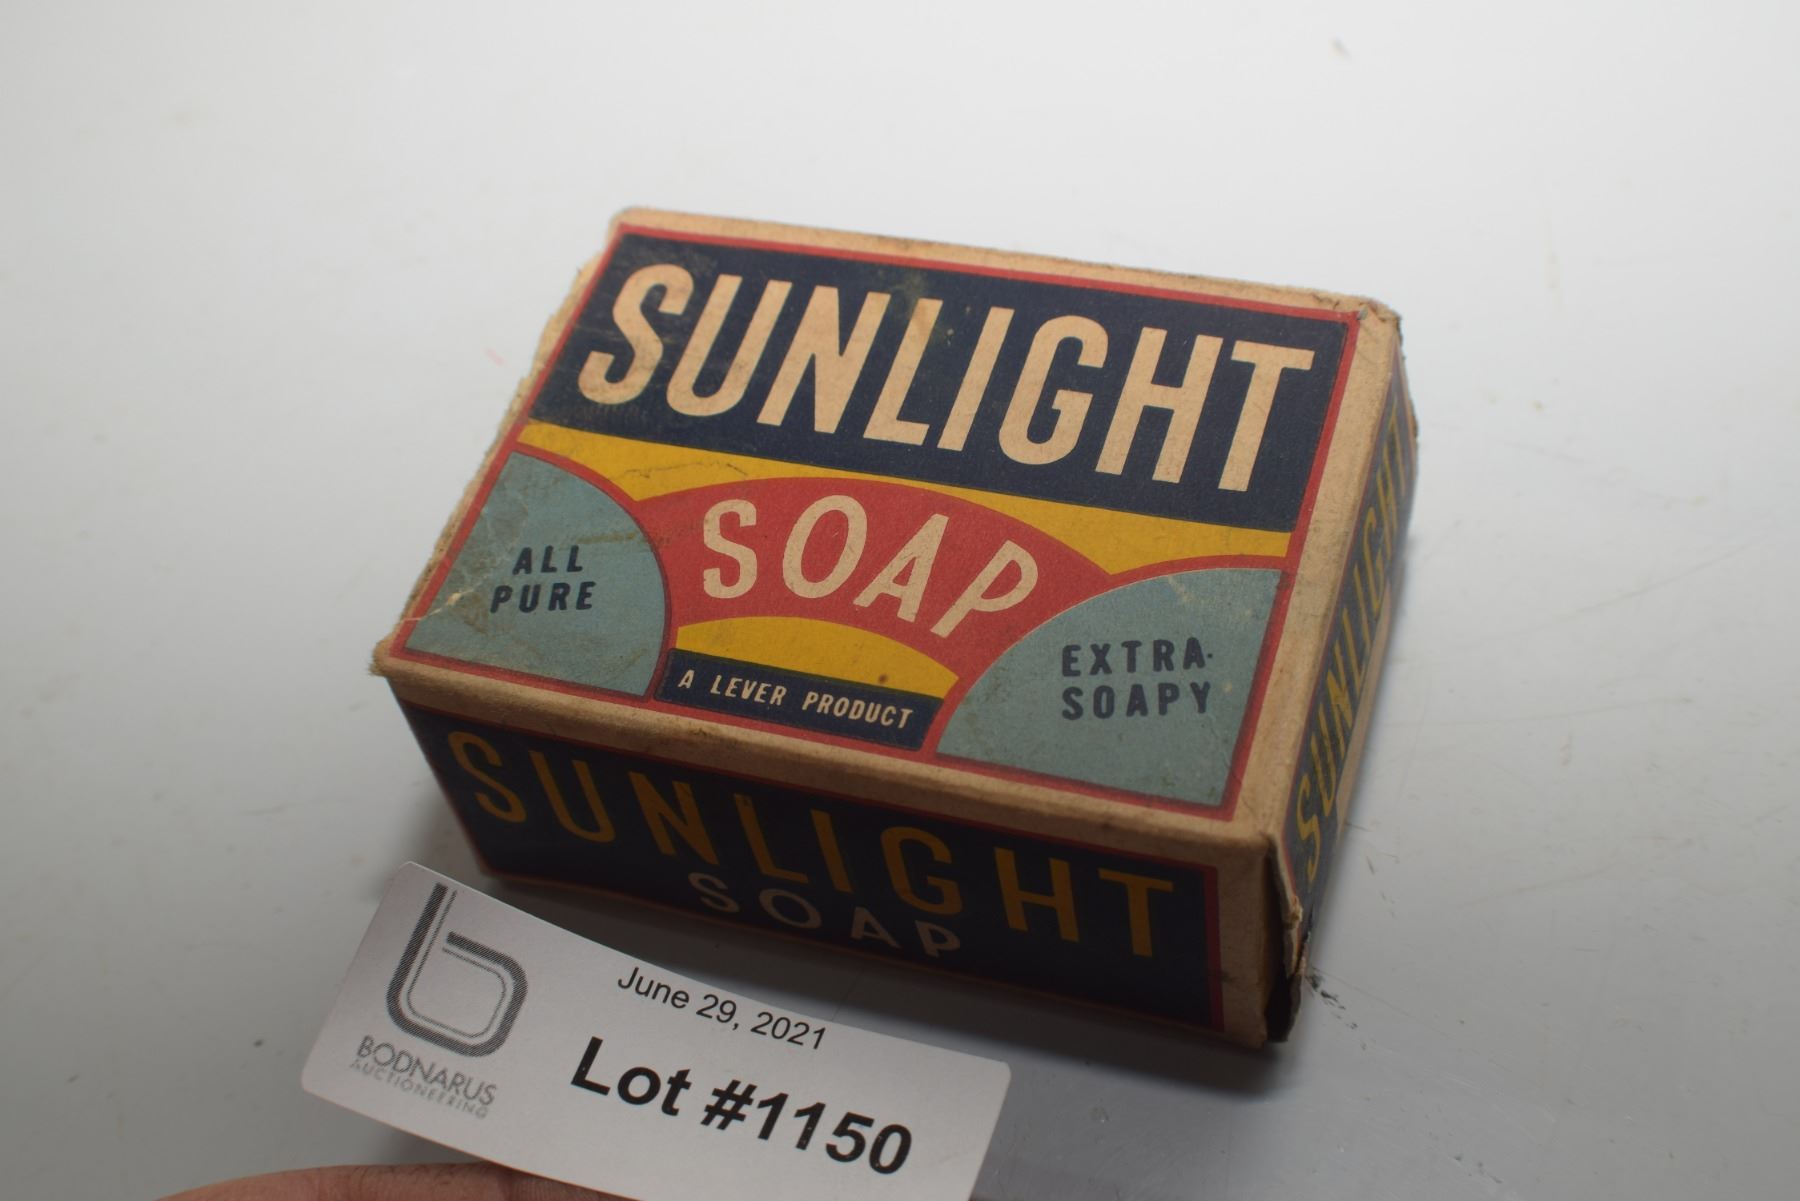 SUNLIGHT
SOAP
ALL
PURE
EXTRA-
SOAPY
A LEVER PRODUCT
SUNLIGHT
SOAP
SUNLIGHT
June 29, 2021
Lot #1150
BODNARUS
AUCTIONEERING